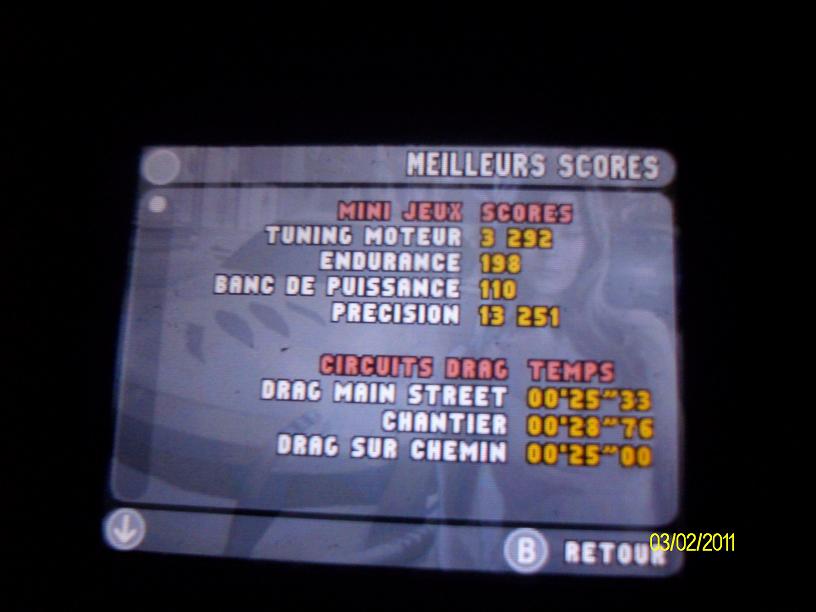 MEILLEURS SCORES
MINI JEUX SCORES
TUNING MOTEUR 3 292
ENDURANCE 198
BANC DE PUISSANCE 110
PRECISION 13 251
CIRCUITS DRAG TEMPS
DRAG MAIN STREET 00'25"33
CHANTIER 00'28"76
DRAG SUR CHEMIN 00'25"00
B RETOUR
03/02/2011